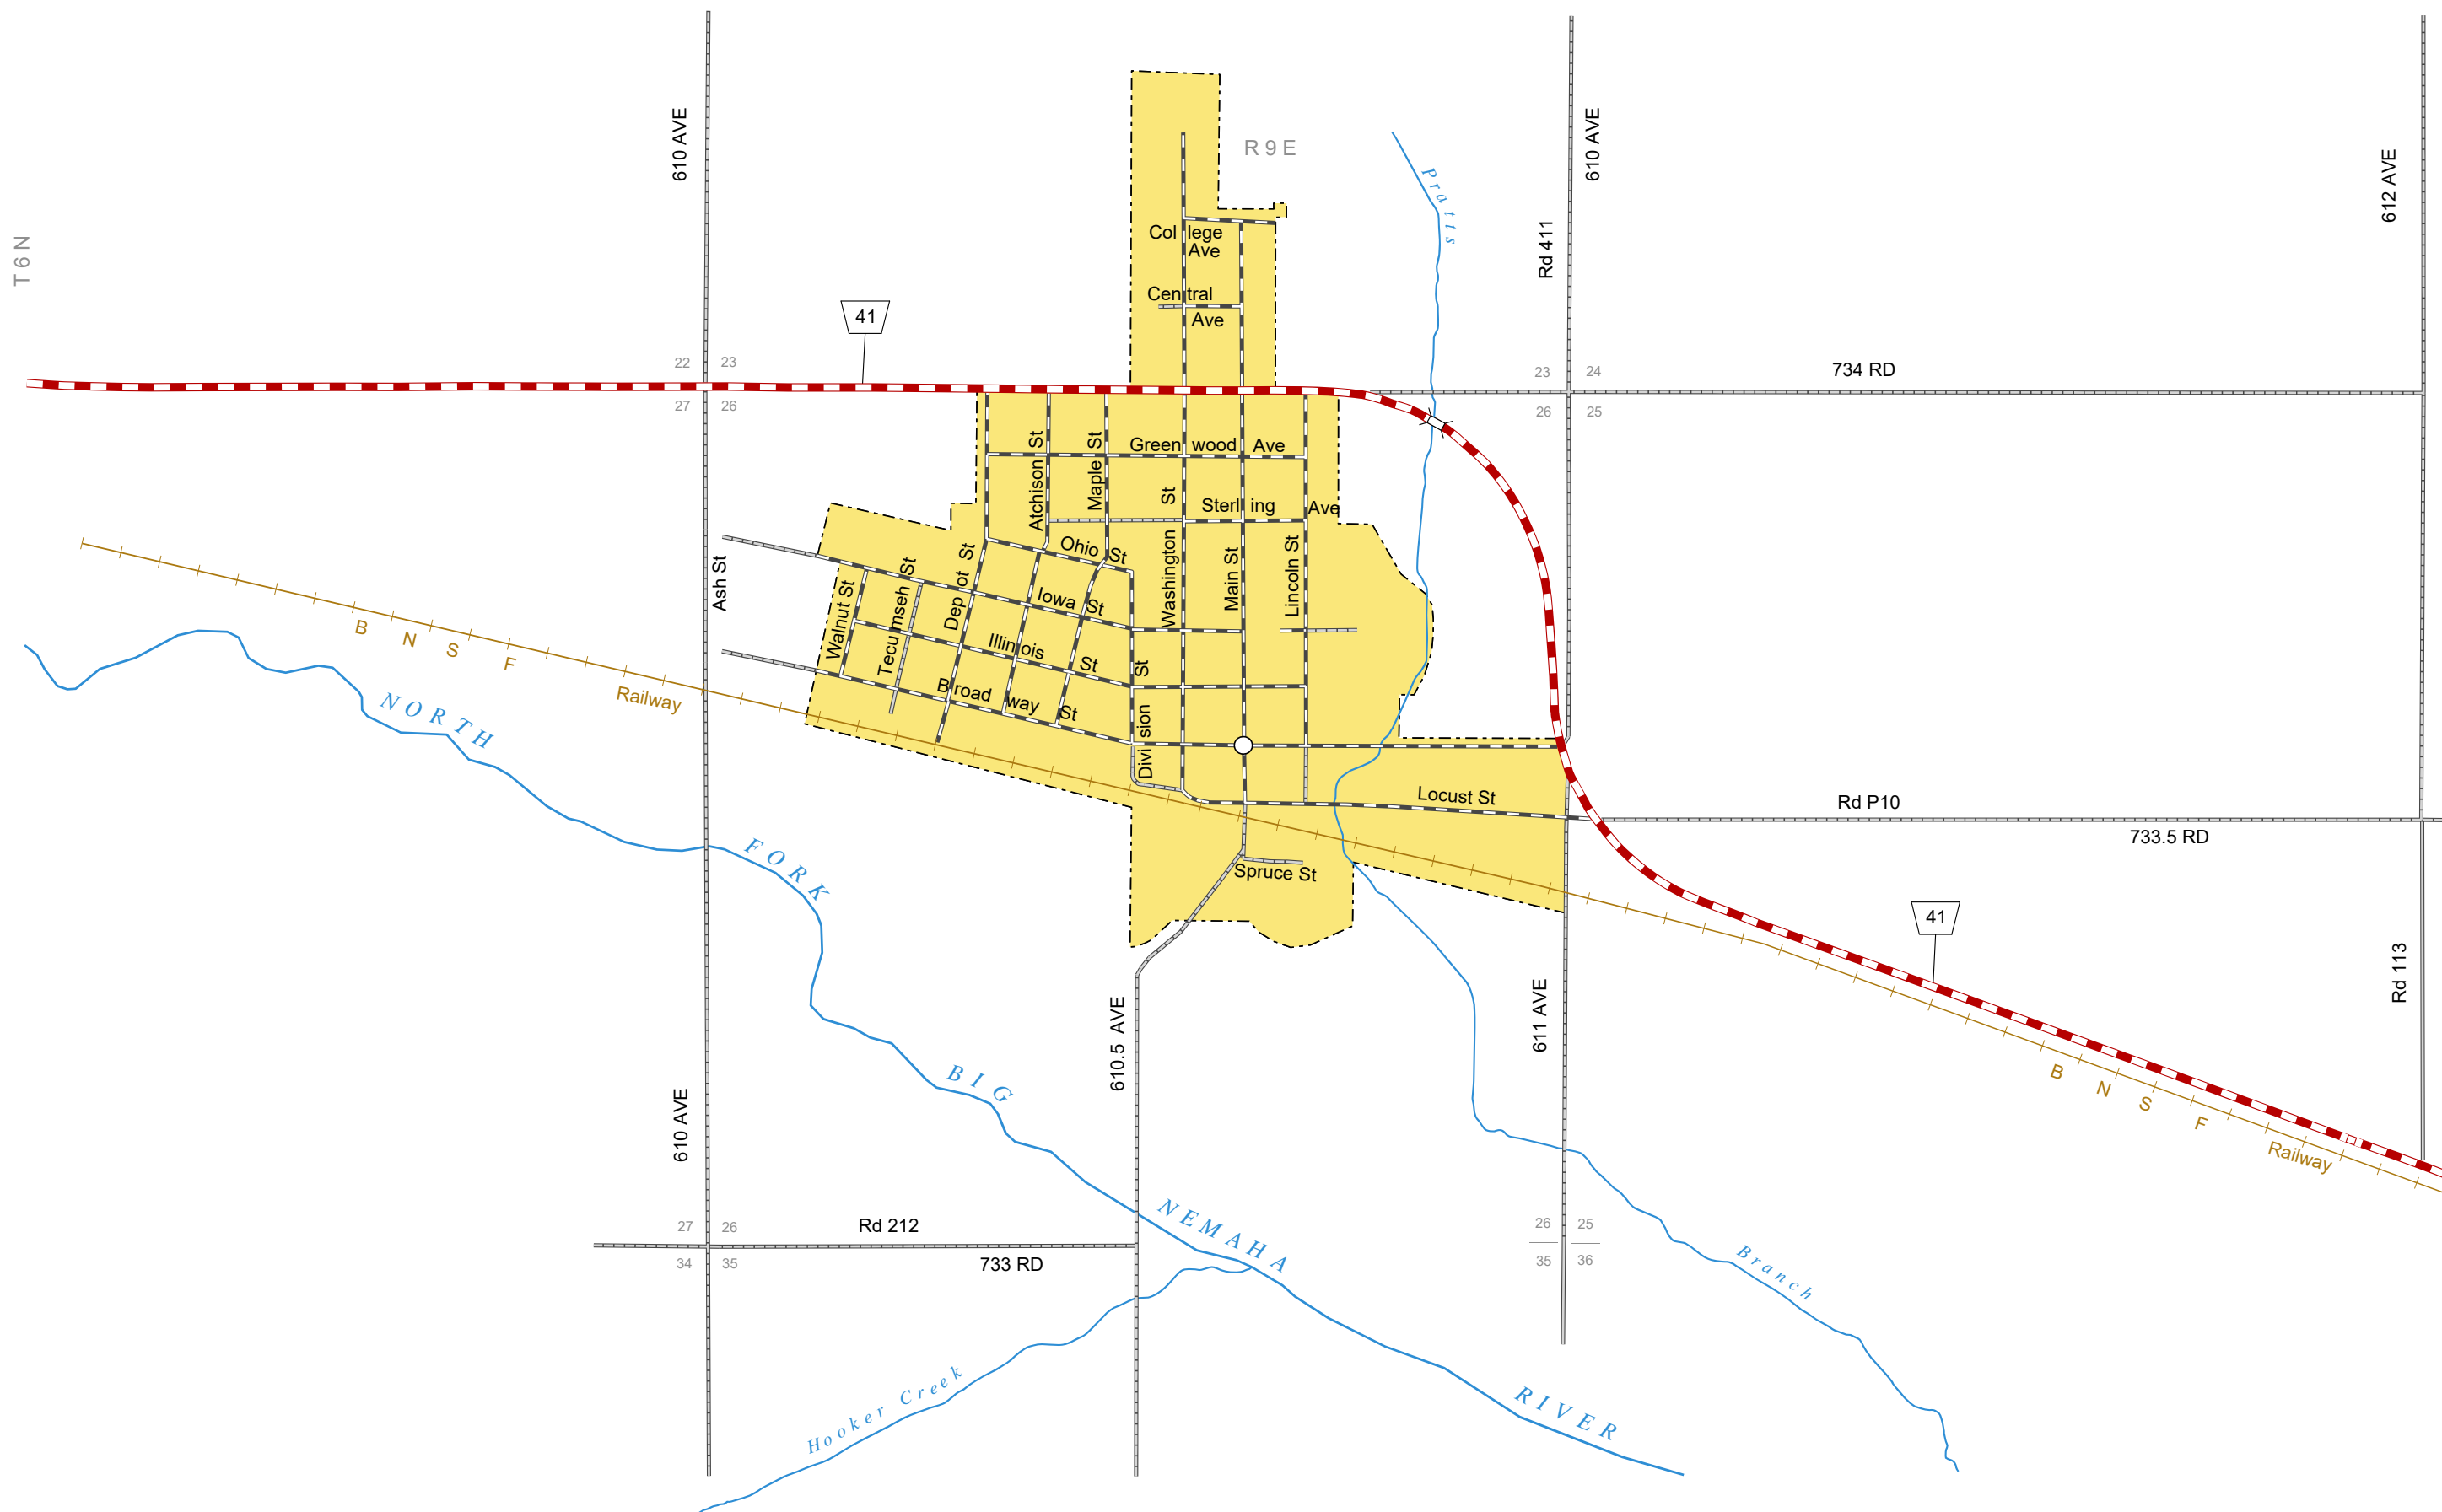 610 AVE
R 9 E
610 AVE
612 AVE
Pratts
T 6 N
Rd 411
College
Ave
Central
Ave
41
22
23
23
24
734 RD
27
26
26
25
Atchison St
Maple St
Greenwood Ave
Sterling Ave
Ohio St
Ash St
Walnut St
Tecumseh St
Depot St
Washington St
Main St
Lincoln St
Iowa St
Illinois St
Broadway St
Division St
BNSF Railway
NORTH FORK BIG NEMAHA RIVER
Locust St
Rd P10
733.5 RD
Spruce St
41
Rd 113
610.5 AVE
611 AVE
610 AVE
BNSF Railway
27
26
Rd 212
26
25
34
35
733 RD
35
36
Branch
Hooker Creek